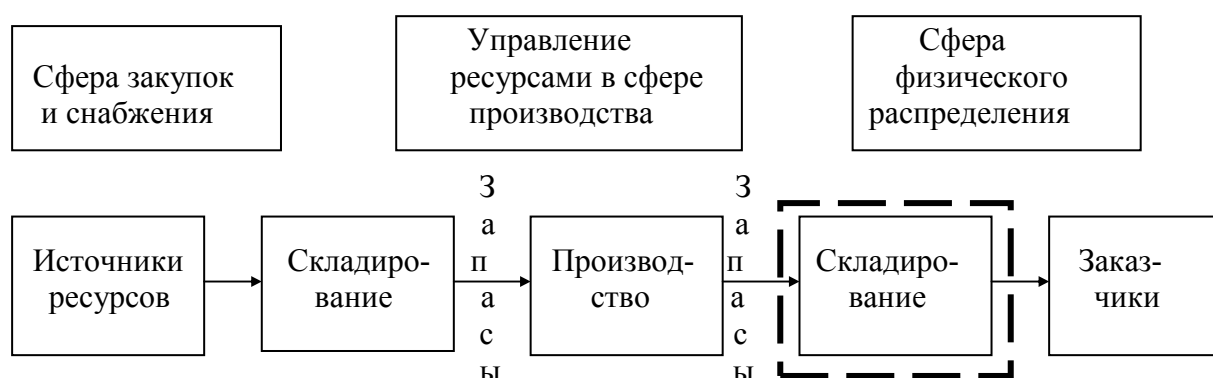 Сфера закупок
и снабжения
Управление
ресурсами в сфере
производства
Сфера
физического
распределения
Источники
ресурсов
Складиро-
вание
З
а
п
а
с
ы
Производ-
ство
З
а
п
а
с
ы
Складиро-
вание
Заказ-
чики